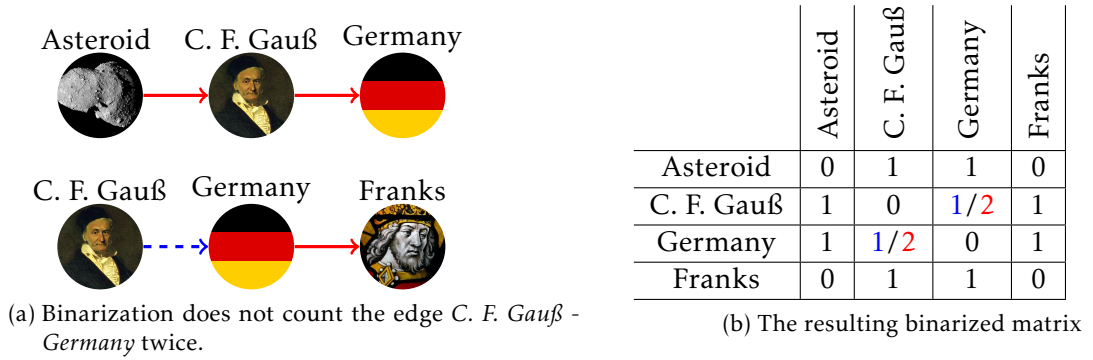 Asteroid C. F. Gauß Germany
C. F. Gauß Germany Franks
(a) Binarization does not count the edge C. F. Gauß -
Germany twice.
Asteroid C. F. Gauß Germany Franks
Asteroid 0 1 1 0
C. F. Gauß 1 0 1/2 1
Germany 1 1/2 0 1
Franks 0 1 1 0
(b) The resulting binarized matrix